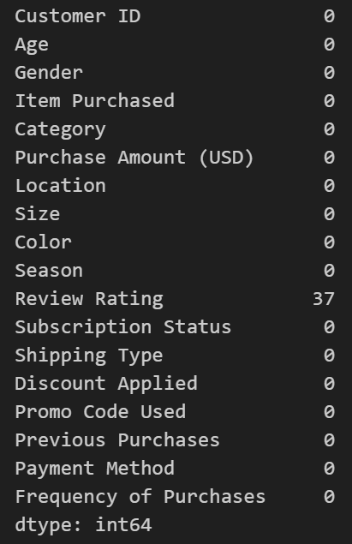 Customer ID 0
Age 0
Gender 0
Item Purchased 0
Category 0
Purchase Amount (USD) 0
Location 0
Size 0
Color 0
Season 0
Review Rating 37
Subscription Status 0
Shipping Type 0
Discount Applied 0
Promo Code Used 0
Previous Purchases 0
Payment Method 0
Frequency of Purchases 0
dtype: int64